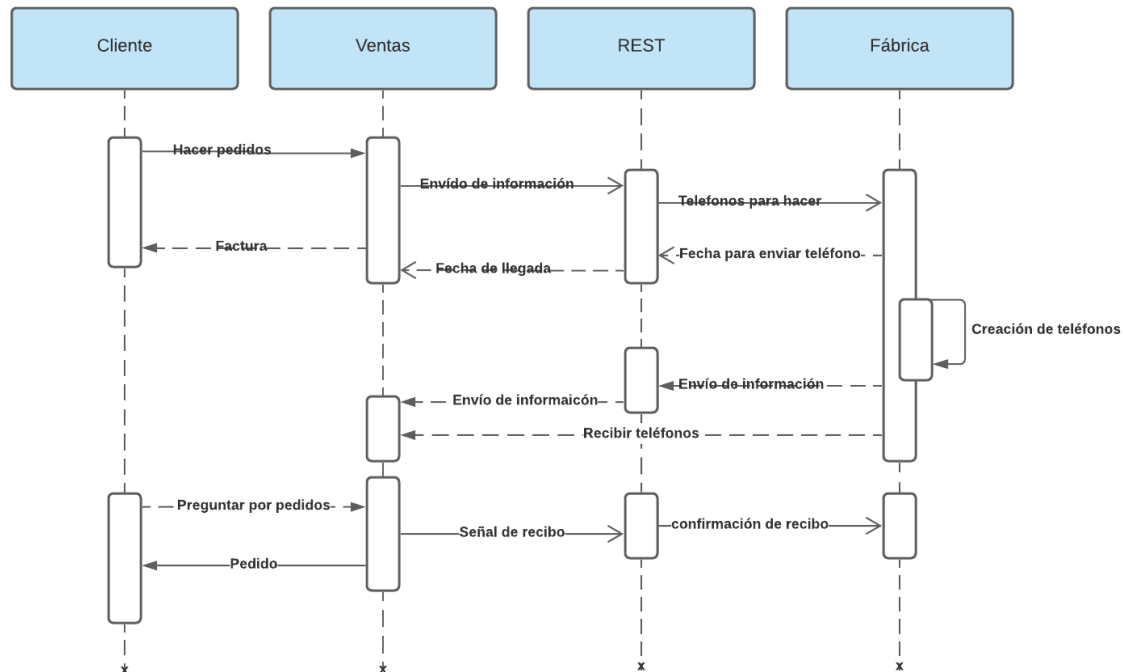 Cliente
Ventas
REST
Fábrica
Hacer pedidos
Envído de información
Telefonos para hacer
Factura
Fecha para enviar teléfono
Fecha de llegada
Creación de teléfonos
Envío de información
Envío de informaicón
Recibir teléfonos
Preguntar por pedidos
Señal de recibo
confirmación de recibo
Pedido